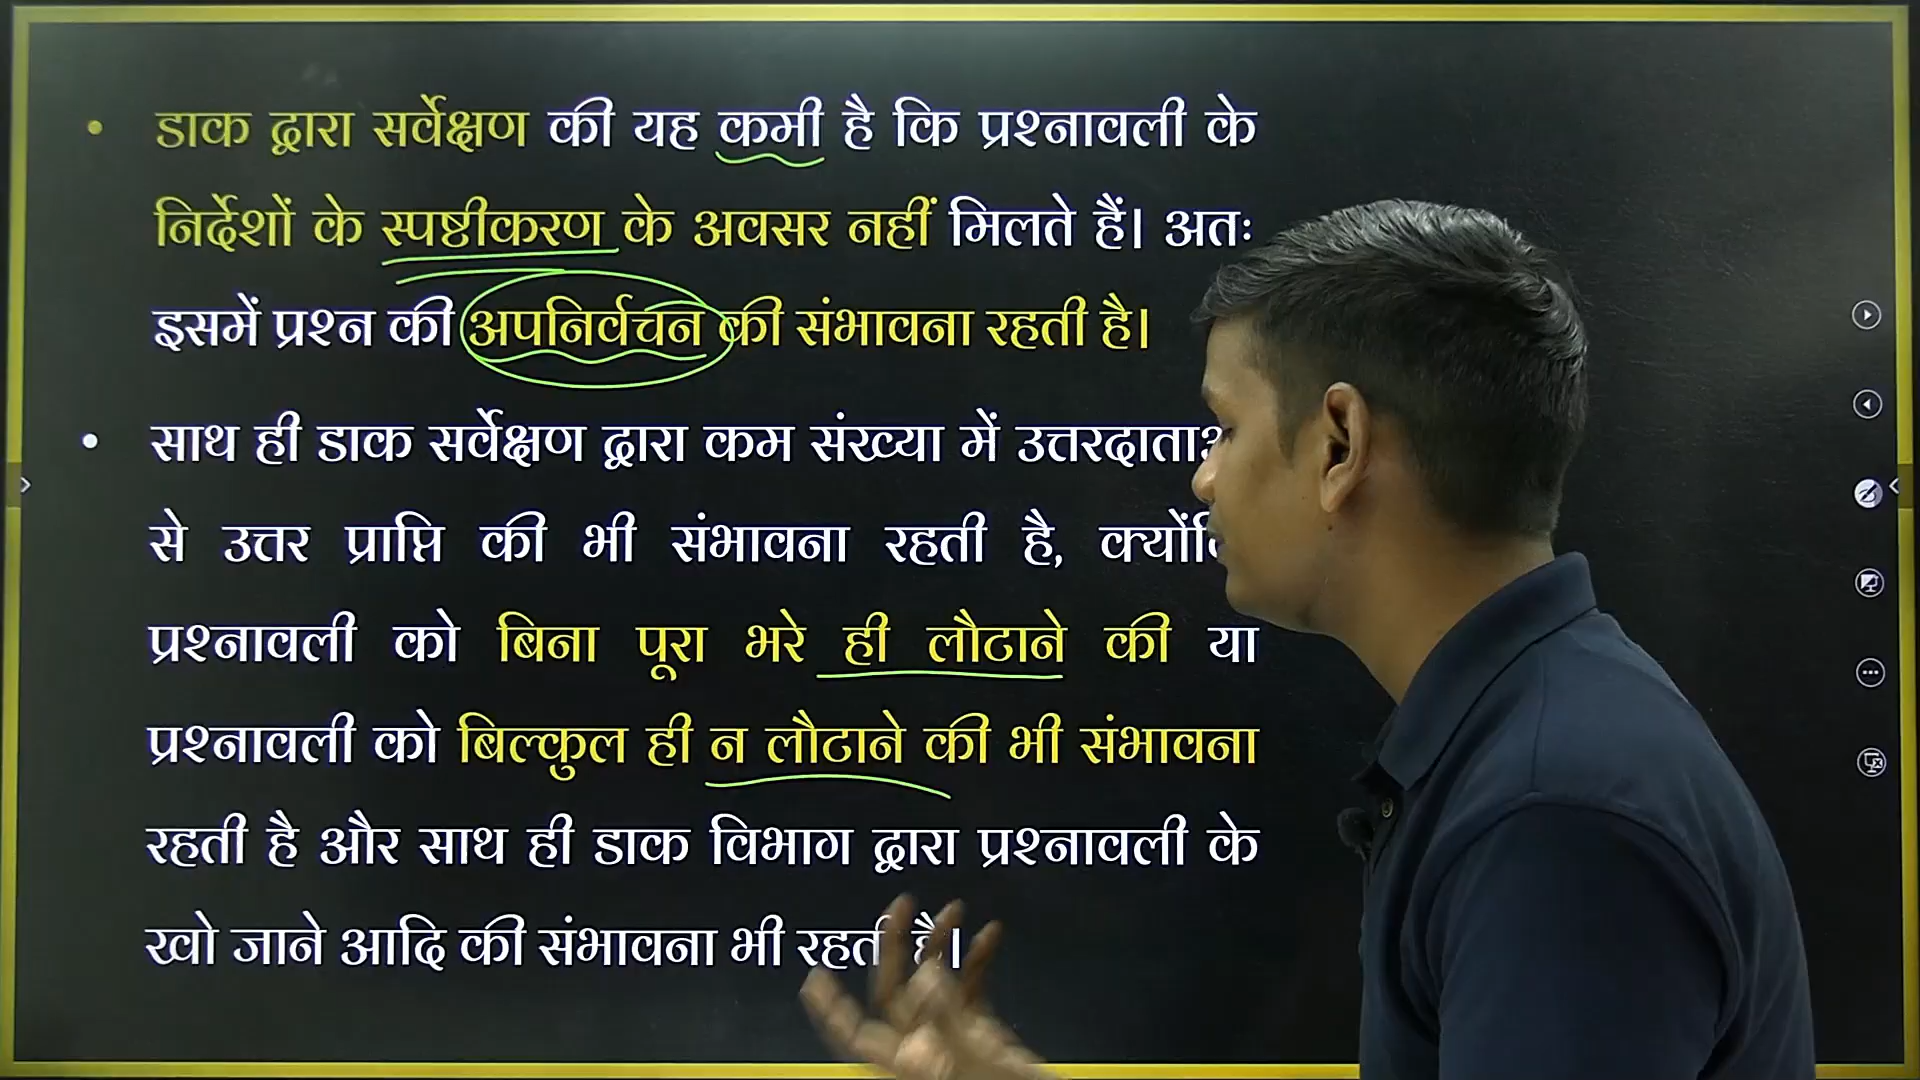 • डाक द्वारा सर्वेक्षण की यह कमी है कि प्रश्नावली के
निर्देशों के स्पष्टीकरण के अवसर नहीं मिलते हैं। अतः
इसमें प्रश्न की अपनिर्वचन की संभावना रहती है।
• साथ ही डाक सर्वेक्षण द्वारा कम संख्या में
से उत्तर प्राप्ति की भी संभावना रहती है,
प्रश्नावली को बिना पूरा भरे ही लौटाने की या
प्रश्नावली को बिल्कुल ही न लौटाने की भी संभावना
रहती है और साथ ही डाक विभाग द्वारा प्रश्नावली के
खो जाने आदि की संभावना भी रहती है।